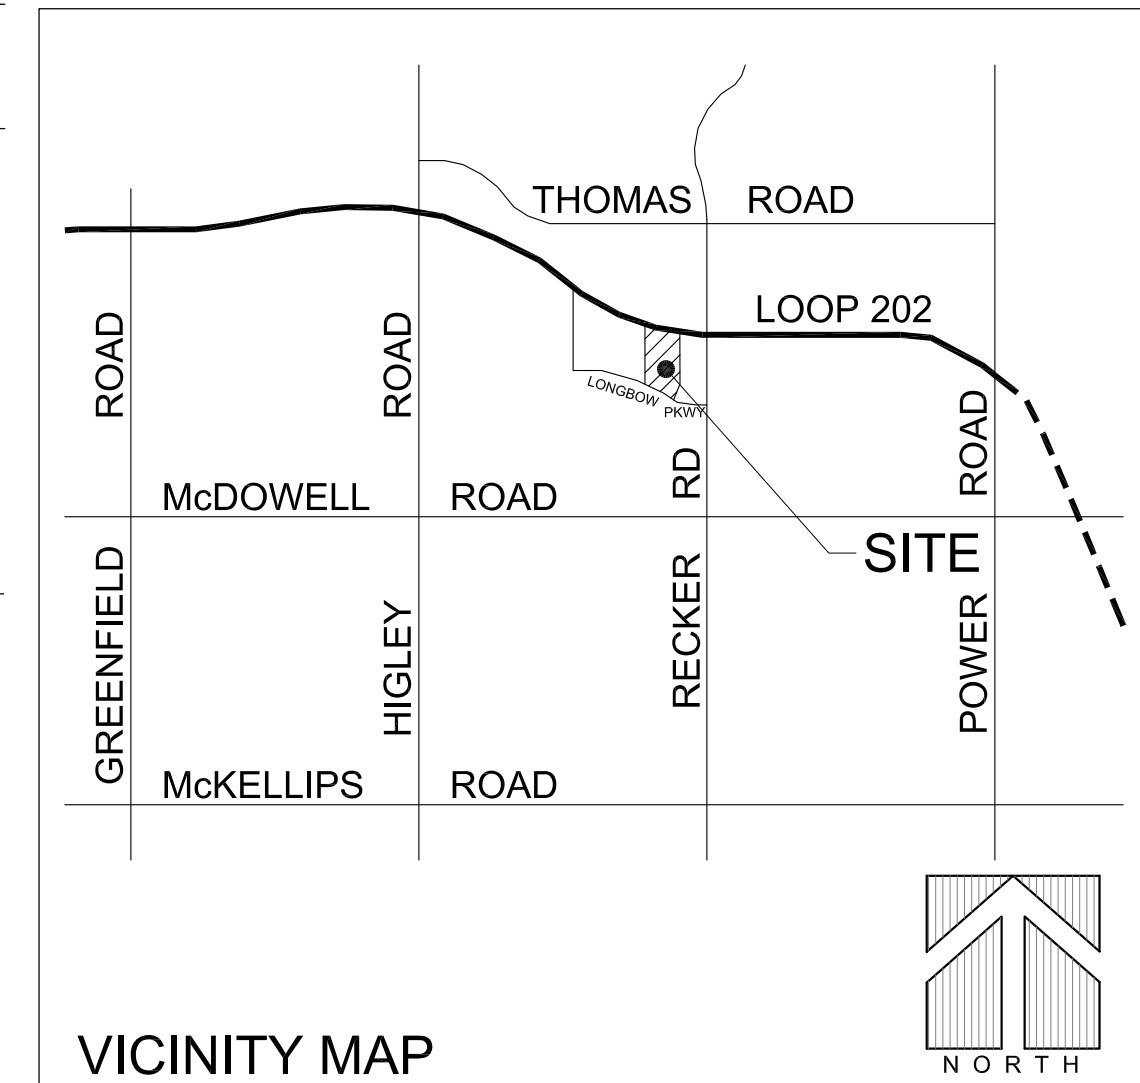 THOMAS ROAD
LOOP 202
ROAD
ROAD
LONGBOW
PKWY
ROAD
RD
McDOWELL ROAD
SITE
GREENFIELD
HIGLEY
RECKER
POWER
McKELLIPS ROAD
VICINITY MAP
NORTH